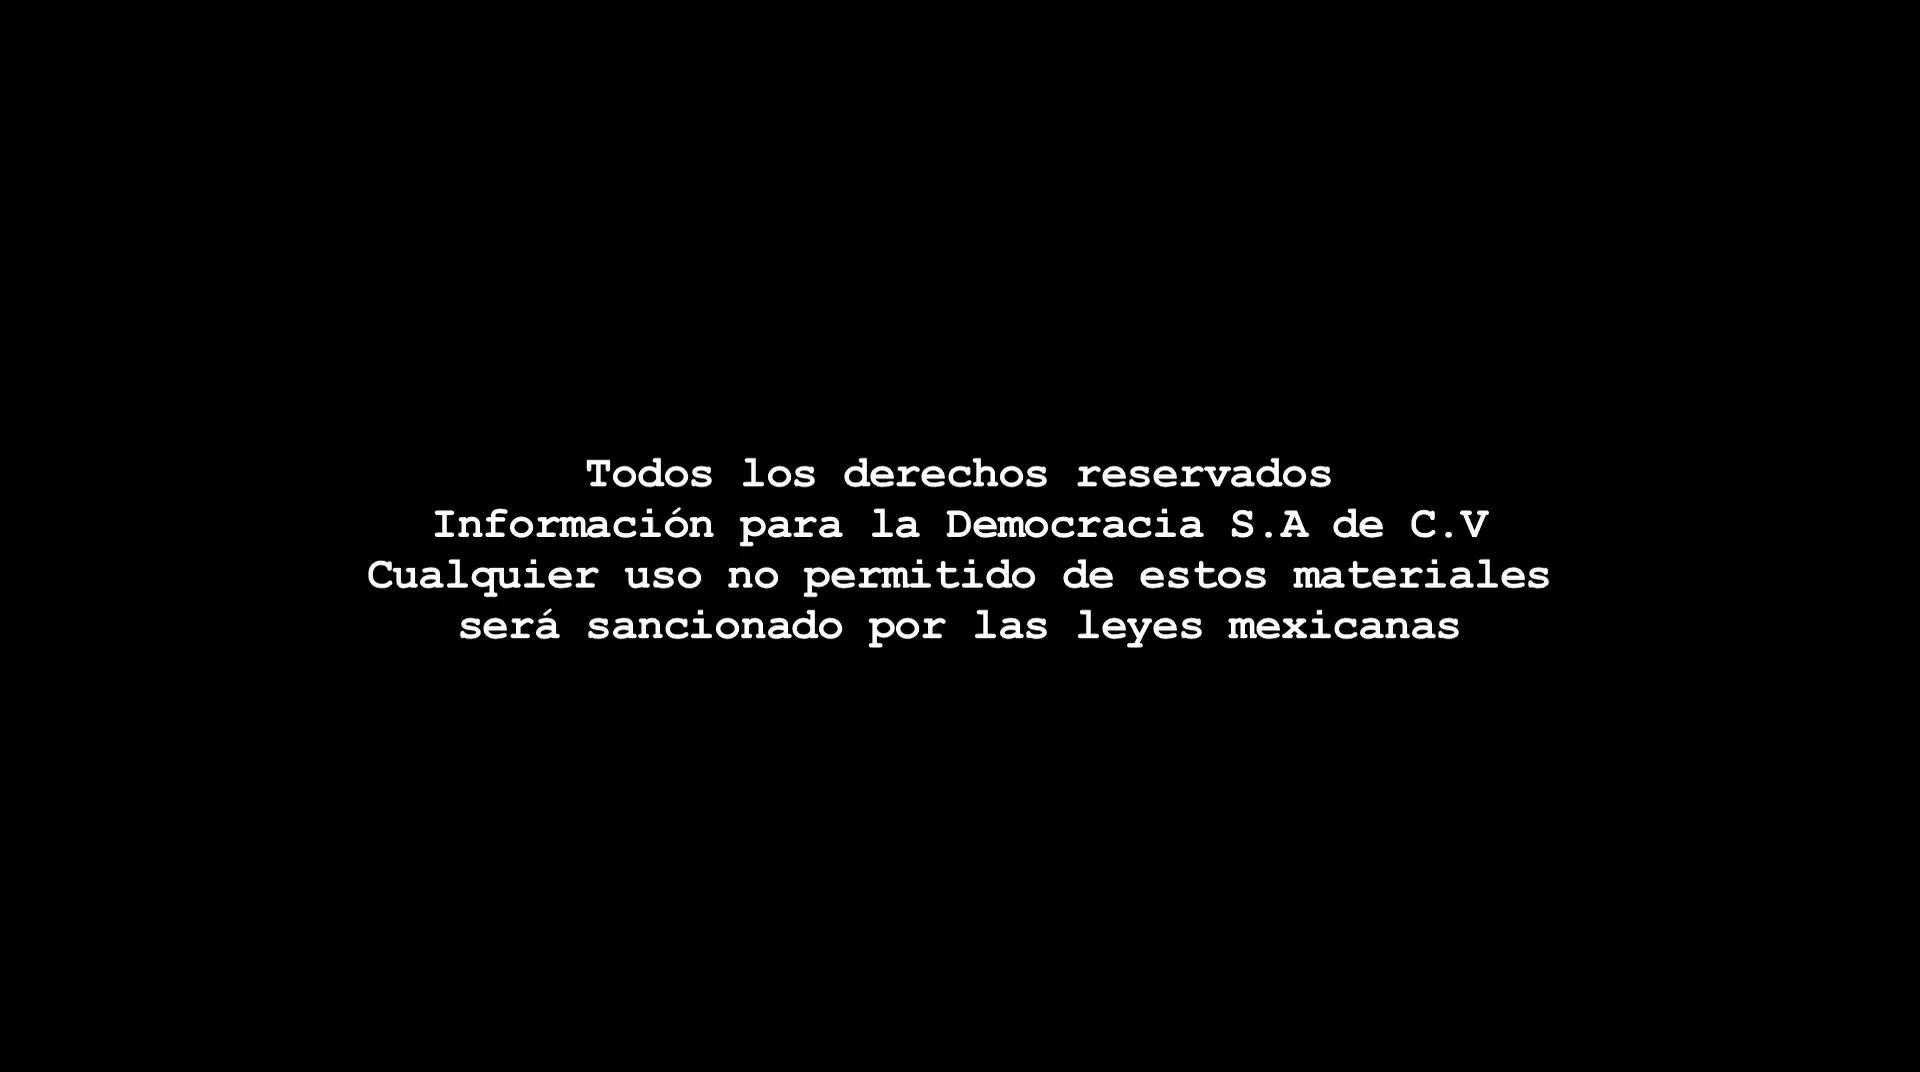 Todos los derechos reservados
Información para la Democracia S.A de C.V
Cualquier uso no permitido de estos materiales
será sancionado por las leyes mexicanas